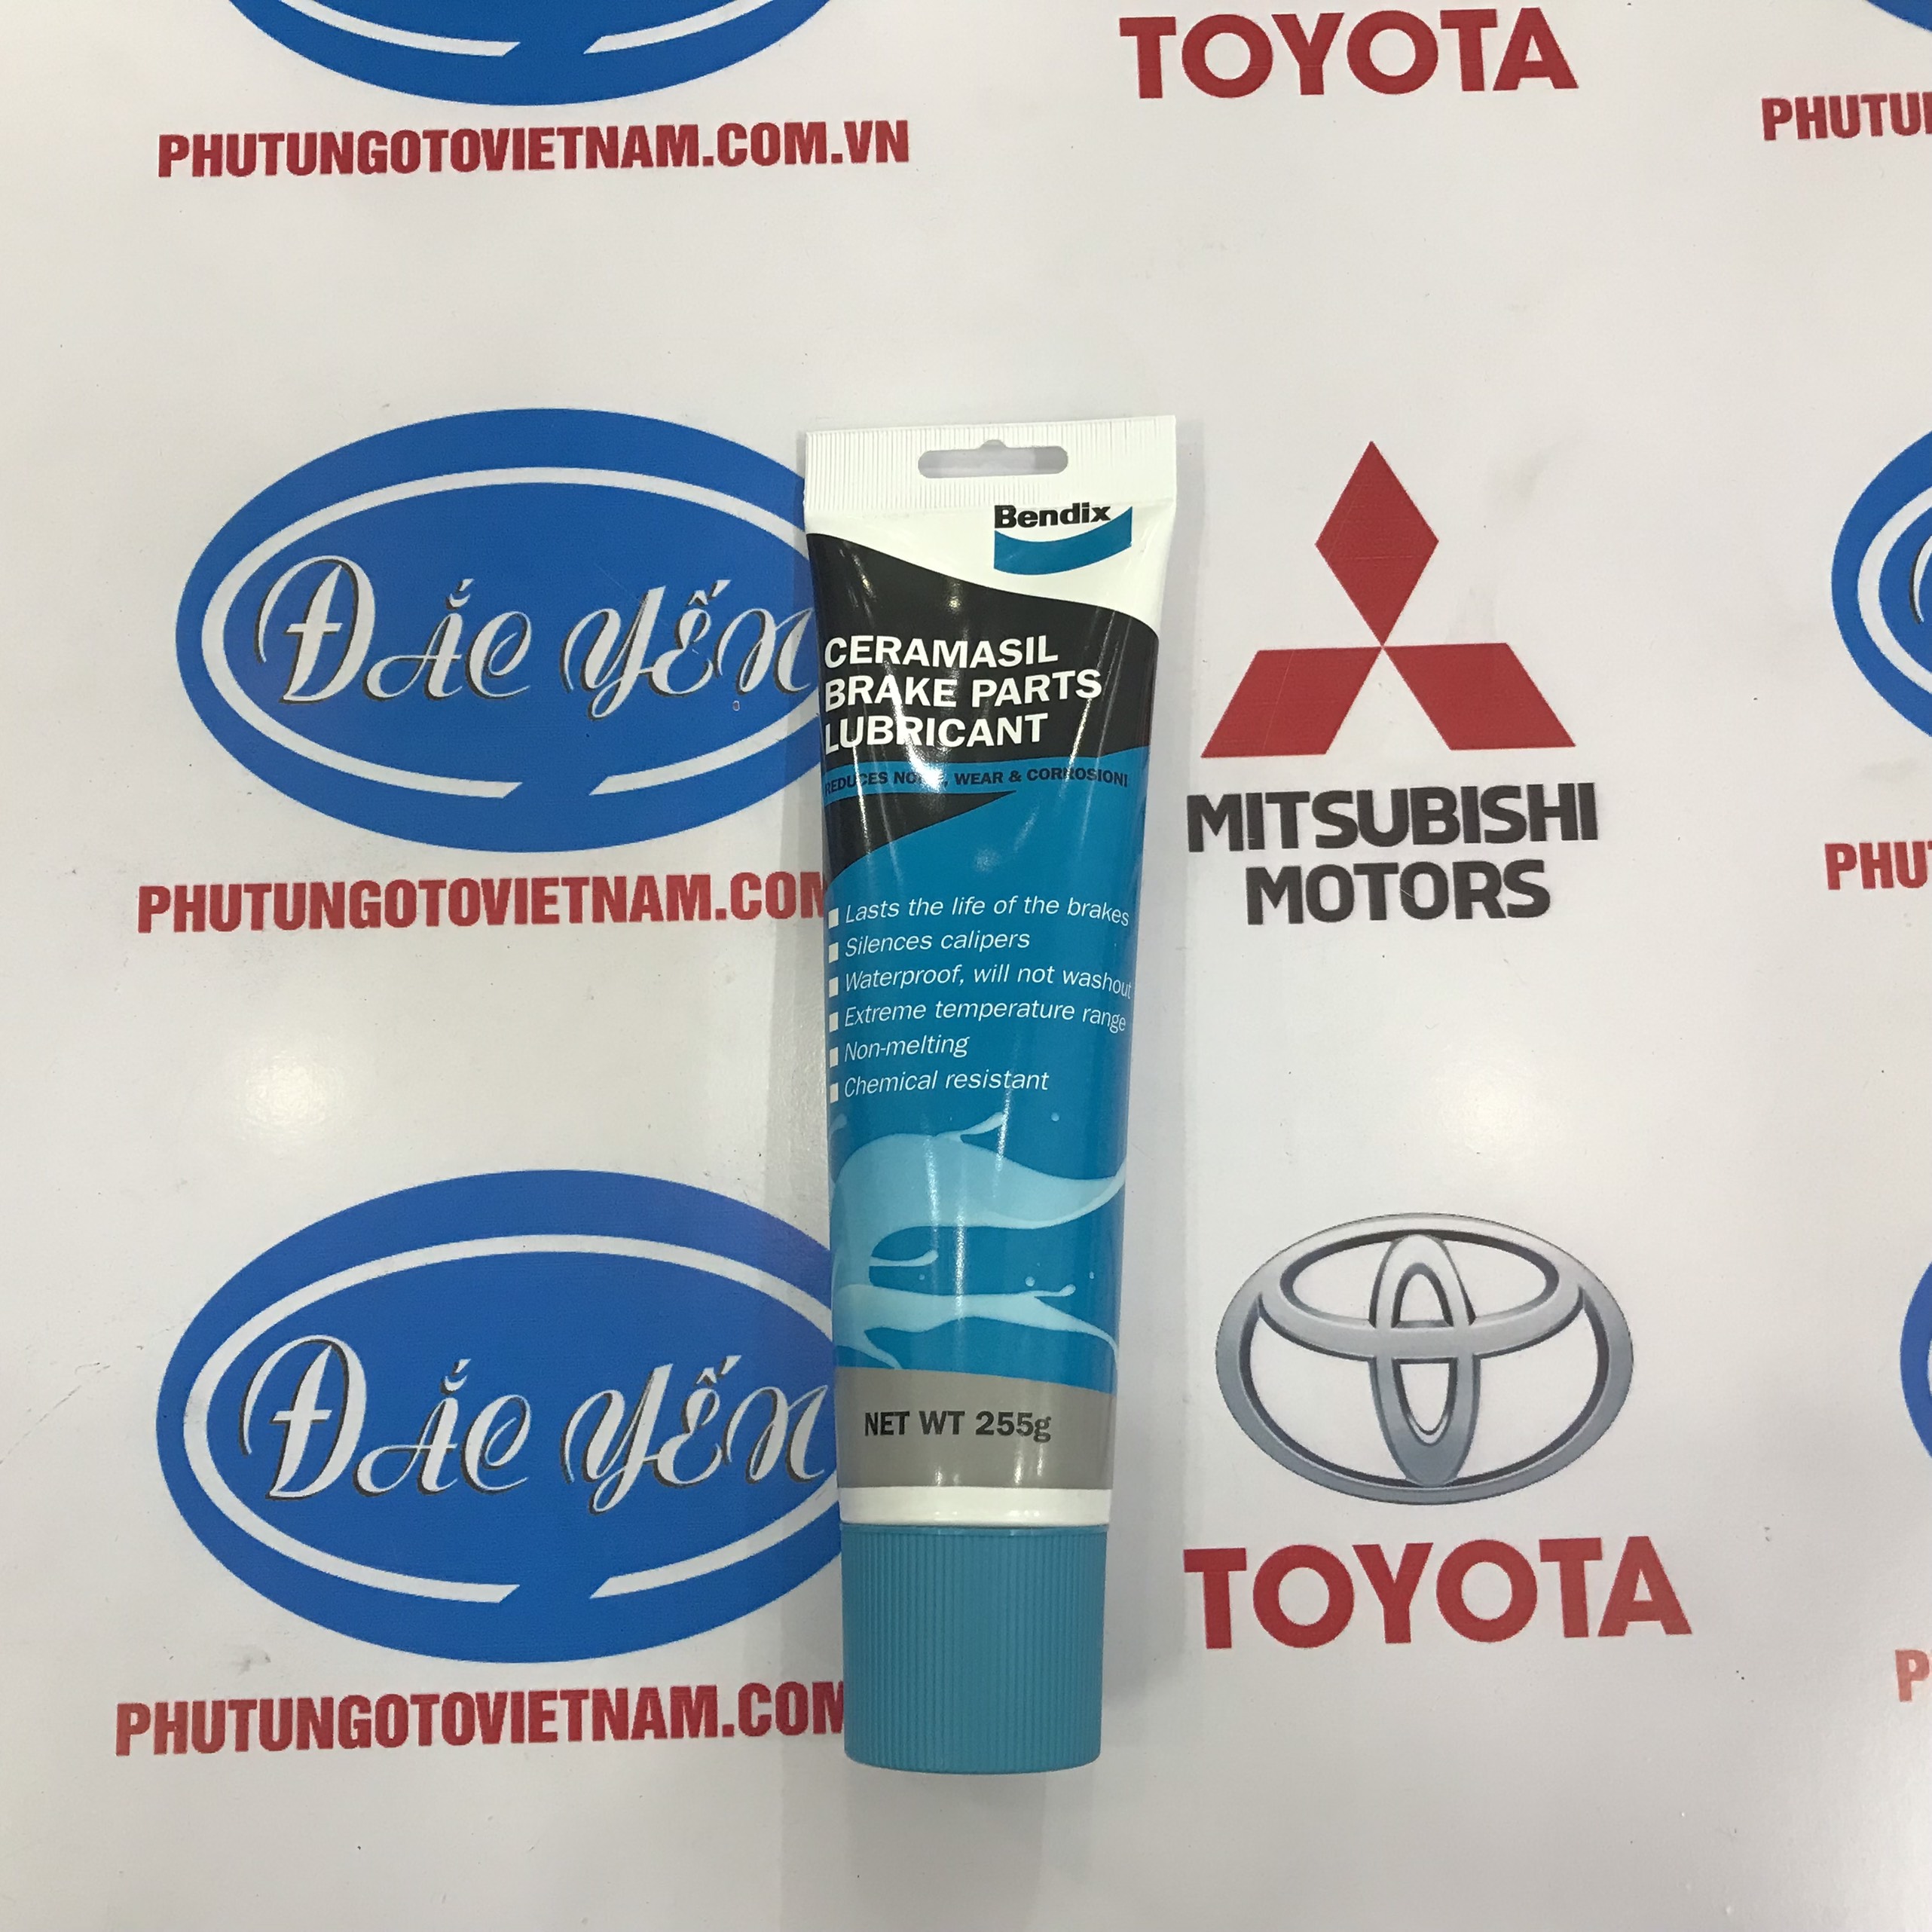 TOYOTA
PHUTUNGOTOVIETNAM.COM.VN
Bendix
ĐẮC YẾN
CERAMASIL
BRAKE PARTS
LUBRICANT
REDUCES NOISE, WEAR & CORROSION!
MITSUBISHI
MOTORS
PHUTUNGOTOVIETNAM.COM
Lasts the life of the brakes
Silences calipers
Waterproof, will not washout
Extreme temperature range
Non-melting
Chemical resistant
ĐẮC YẾN
NET WT 255g
TOYOTA
PHUTUNGOTOVIETNAM.COM